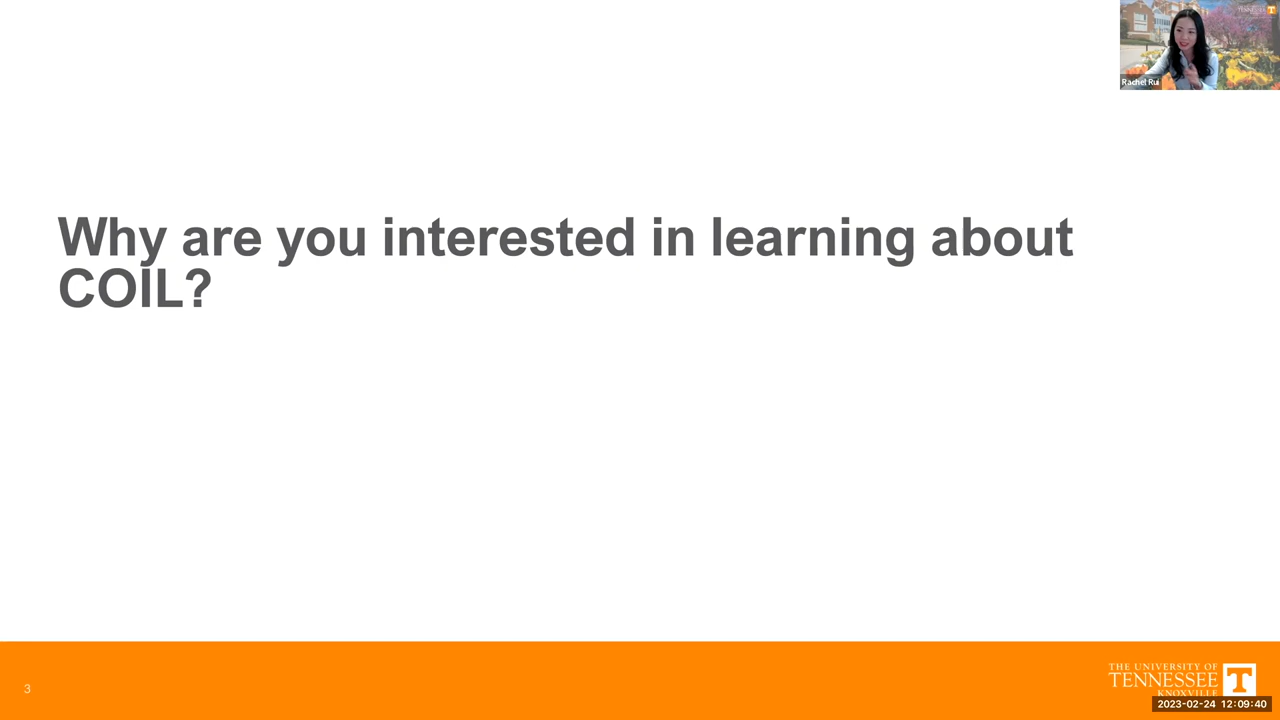 Rachel Rui
Why are you interested in learning about
COIL?
3
THE UNIVERSITY OF
TENNESSEE
KNOXVILLE
T
2023-02-24 12:09:40